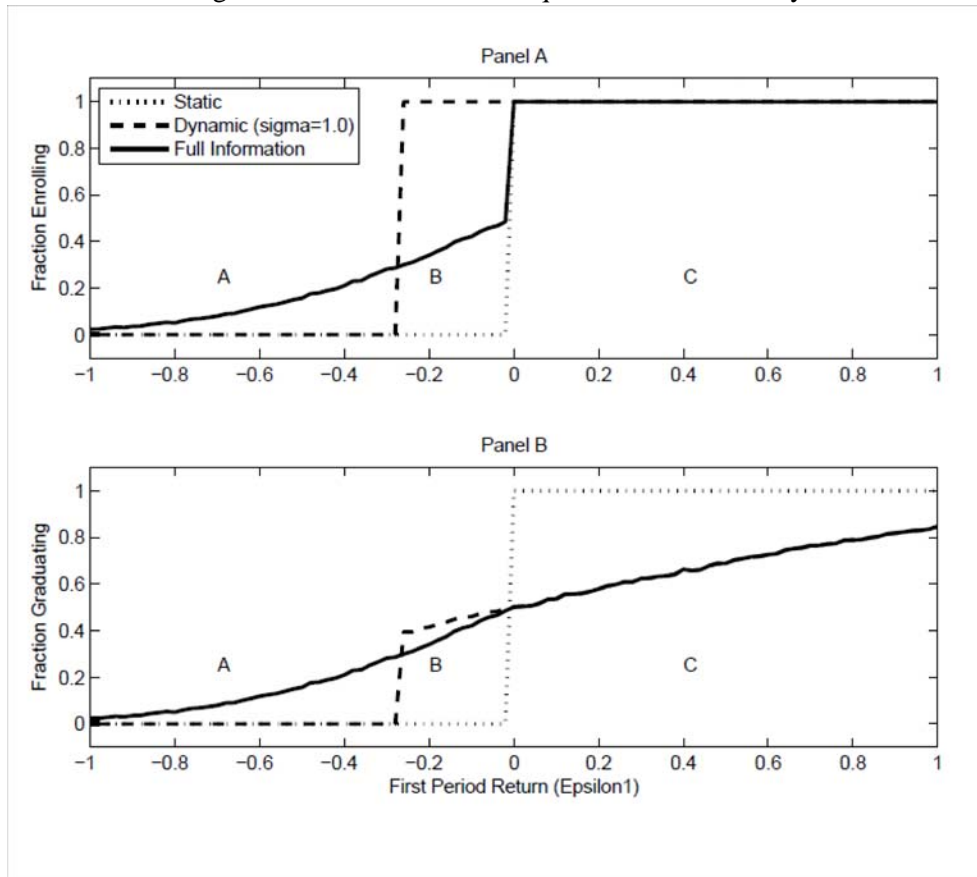 Panel A
Static
Dynamic (sigma=1.0)
Full Information
Fraction Enrolling
1
0.8
0.6
0.4
0.2
0
A
B
C
−1
−0.8
−0.6
−0.4
−0.2
0
0.2
0.4
0.6
0.8
1
Panel B
Fraction Graduating
1
0.8
0.6
0.4
0.2
0
A
B
C
−1
−0.8
−0.6
−0.4
−0.2
0
0.2
0.4
0.6
0.8
1
First Period Return (Epsilon1)